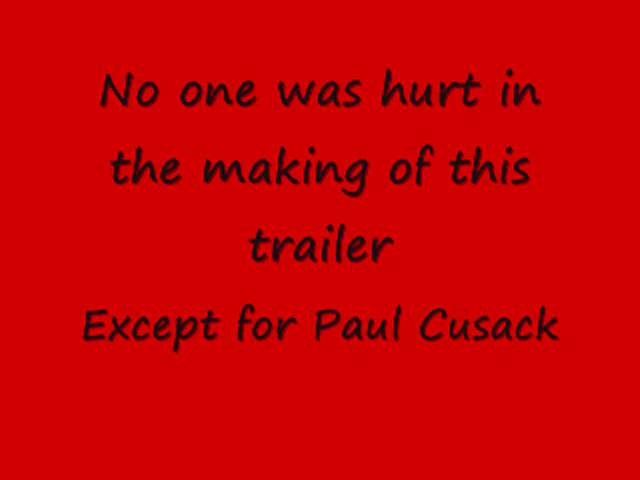 No one was hurt in
the making of this
trailer
Except for Paul Cusack